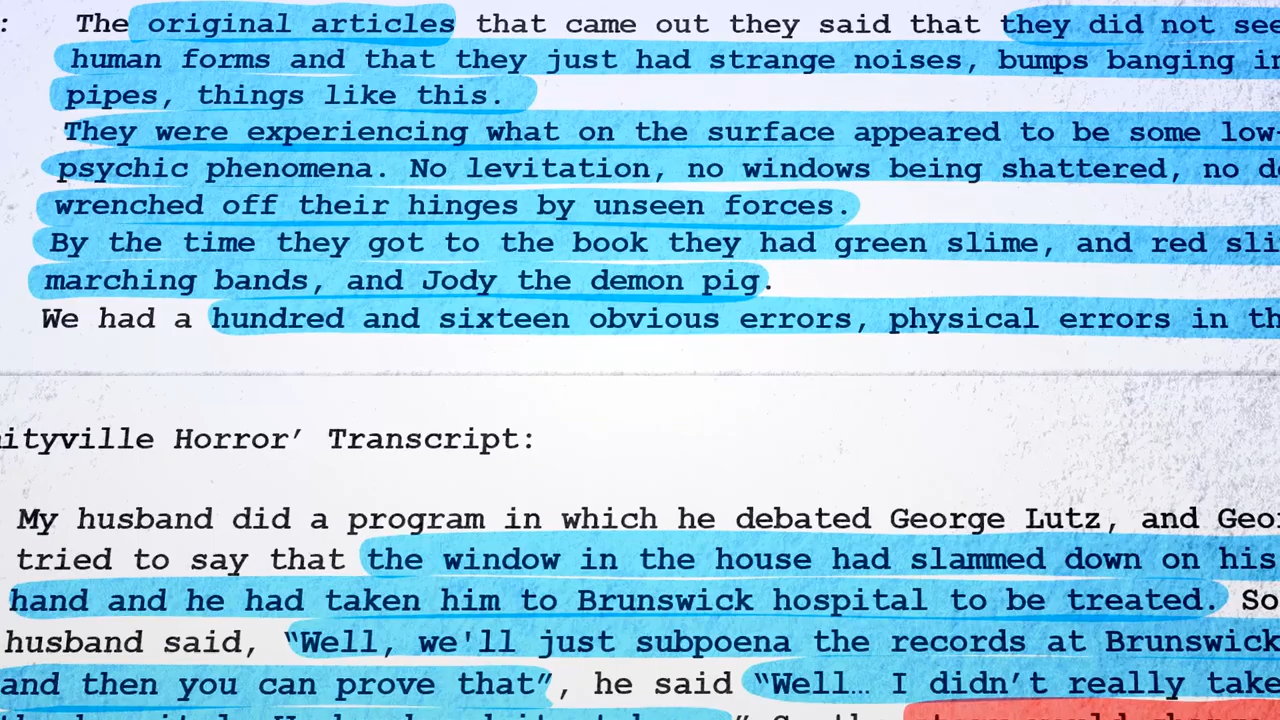 : The original articles that came out they said that they did not see
human forms and that they just had strange noises, bumps banging in
pipes, things like this.
They were experiencing what on the surface appeared to be some low
psychic phenomena. No levitation, no windows being shattered, no
wrenched off their hinges by unseen forces.
By the time they got to the book they had green slime, and red
marching bands, and Jody the demon pig.
We had a hundred and sixteen obvious errors, physical errors in
ityville Horror’ Transcript:
My husband did a program in which he debated George Lutz, and
tried to say that the window in the house had slammed down on his
hand and he had taken him to Brunswick hospital to be treated. So
husband said, “Well, we'll just subpoena the records at Brunswick
and then you can prove that”, he said “Well… I didn’t really take